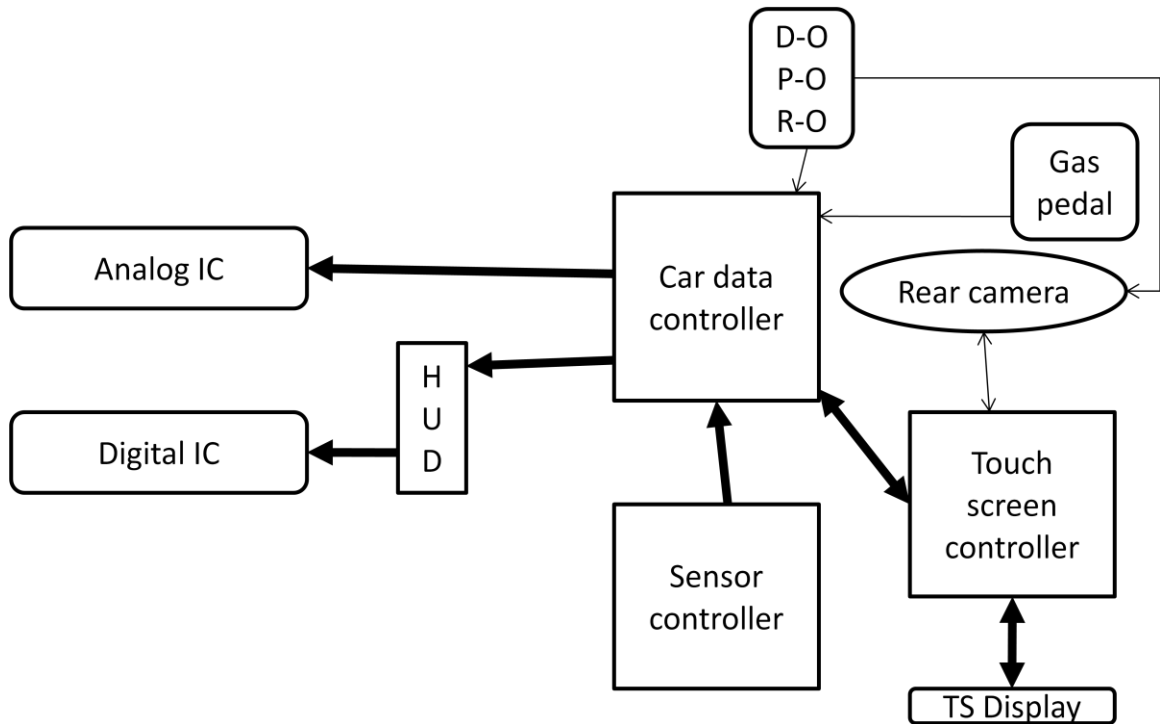 D-O
P-O
R-O
Gas
pedal
Analog IC
Car data
controller
Rear camera
H
U
D
Digital IC
Touch
screen
controller
Sensor
controller
TS Display